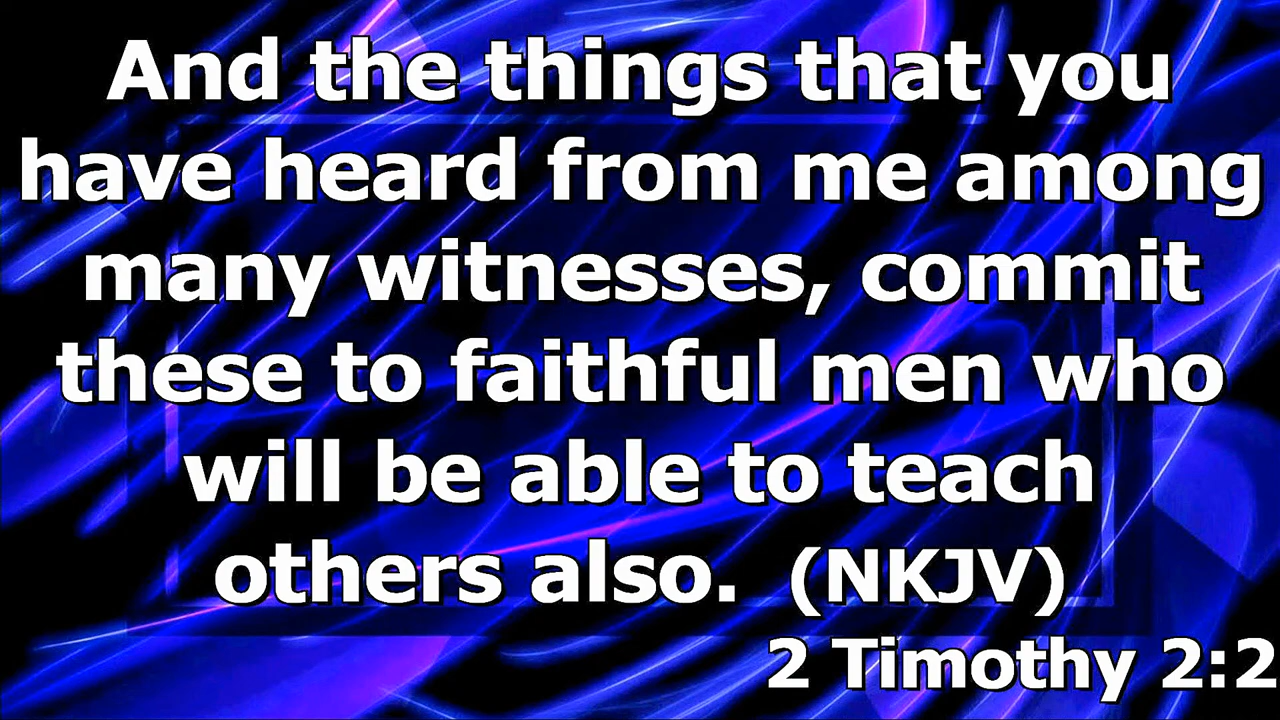 And the things that you
have heard from me among
many witnesses, commit
these to faithful men who
will be able to teach
others also.  (NKJV)
2 Timothy 2:2